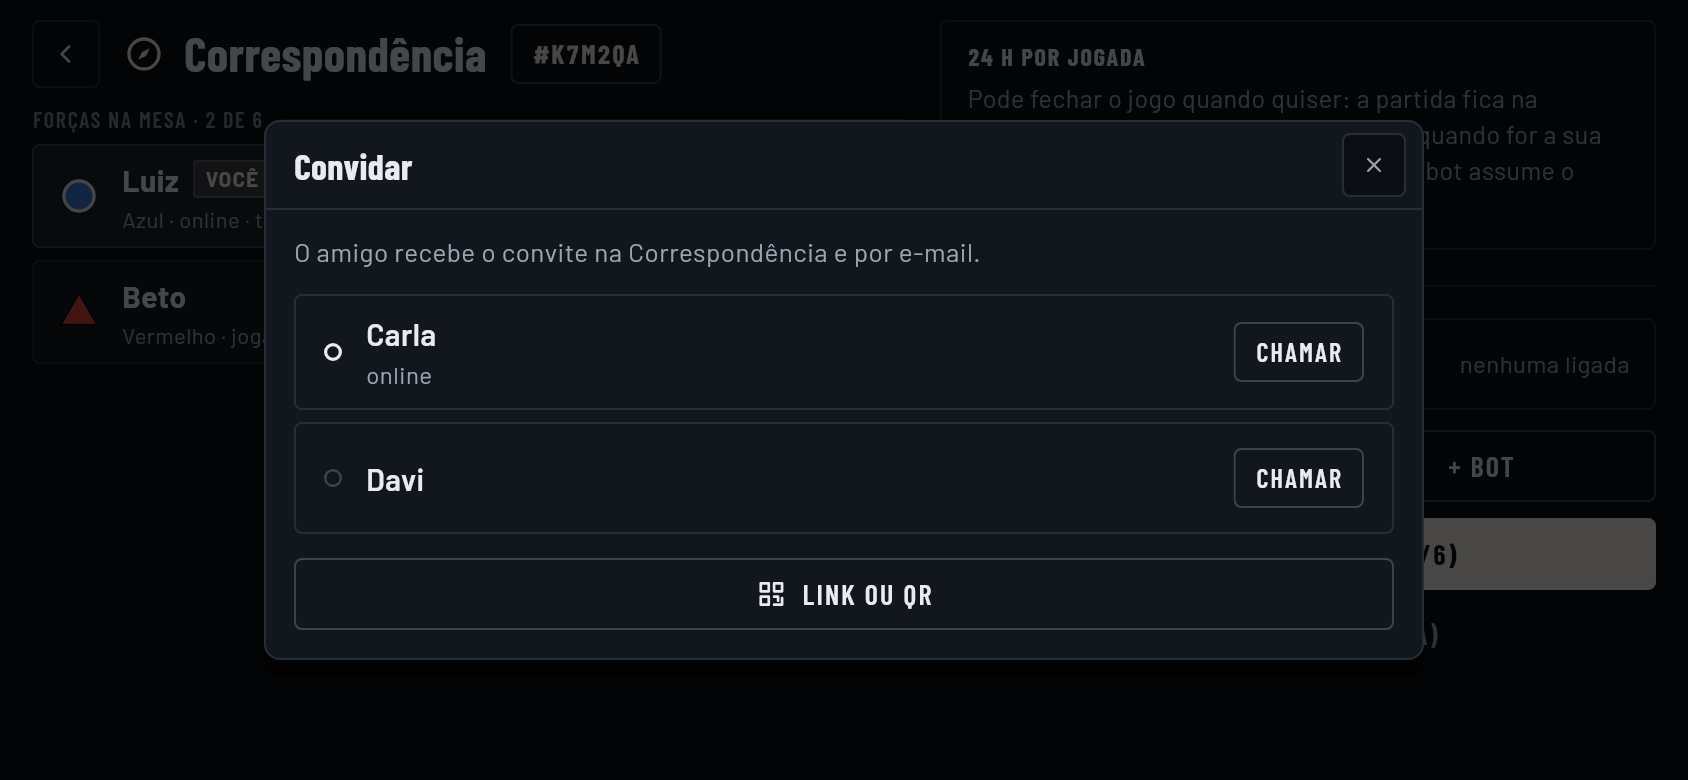 Correspondência
#K7M2QA
FORÇAS NA MESA · 2 DE 6
Luiz VOCÊ
Azul · online · t
Beto
Vermelho · jog
24 H POR JOGADA
Pode fechar o jogo quando quiser: a partida fica na
quando for a sua
bot assume o
nenhuma ligada
+ BOT
/6)
)
Convidar
O amigo recebe o convite na Correspondência e por e-mail.
Carla
online
CHAMAR
Davi
CHAMAR
LINK OU QR